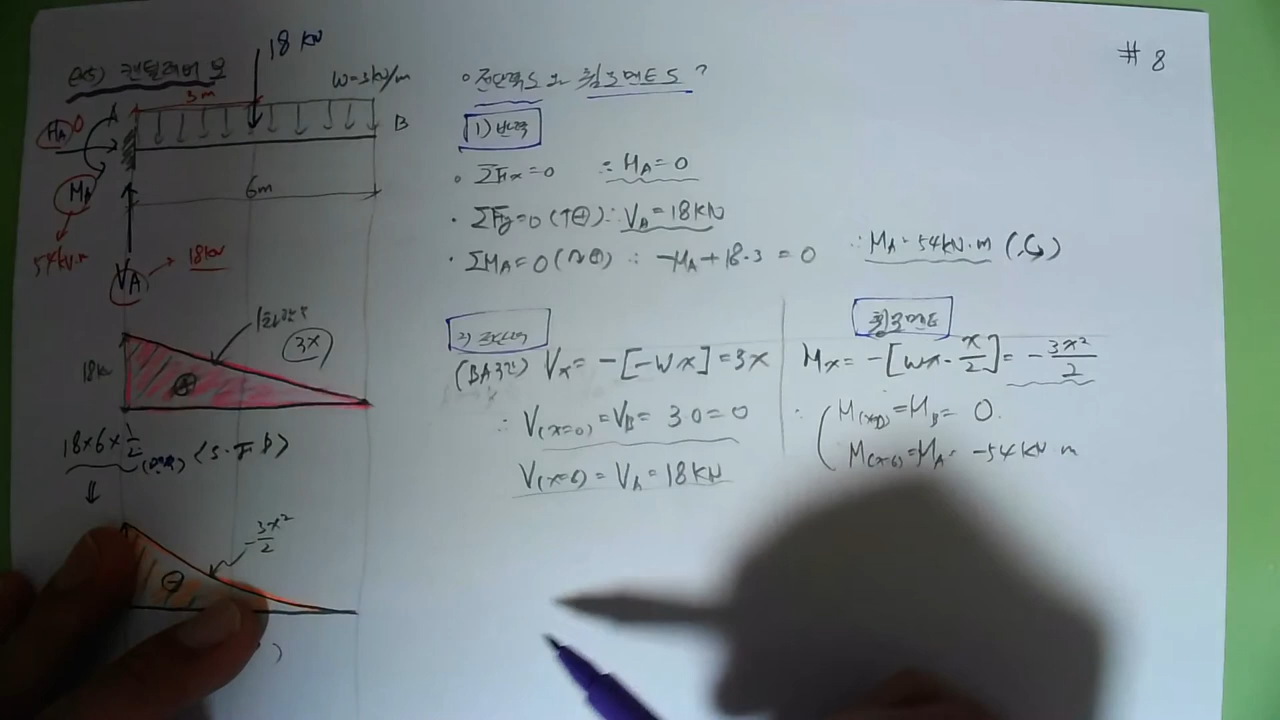 # 8
ex5) 캔틸레버 보
18 kN
w=3kN/m
3m
A
B
HA 0
MA
6m
54kN.m
VA → 18kN
전단력도 와 휨모멘트도 ?
1) 반력
ΣFx=0 ∴ HA=0
ΣFy=0 (↑⊕) ∴ VA=18kN
ΣMA=0 (⊕) ∴ -MA+18·3=0 ∴ MA=54kN.m
2) 전단력
(BA구간) Vx = -[-wx] = 3x
∴ V(x=0)=VB= 3·0=0
V(x=6)=VA=18kN
휨모멘트
Mx= -[wx·x/2]= -3x²/2
∴ M(x=0)=MB= 0.
M(x=6)=MA= -54kN·m
3x
18kN
⊕
18×6×1/2
<S.F.D>
-3x²/2
⊖